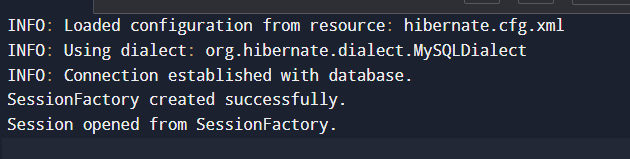 INFO: Loaded configuration from resource: hibernate.cfg.xml
INFO: Using dialect: org.hibernate.dialect.MySQLDialect
INFO: Connection established with database.
SessionFactory created successfully.
Session opened from SessionFactory.